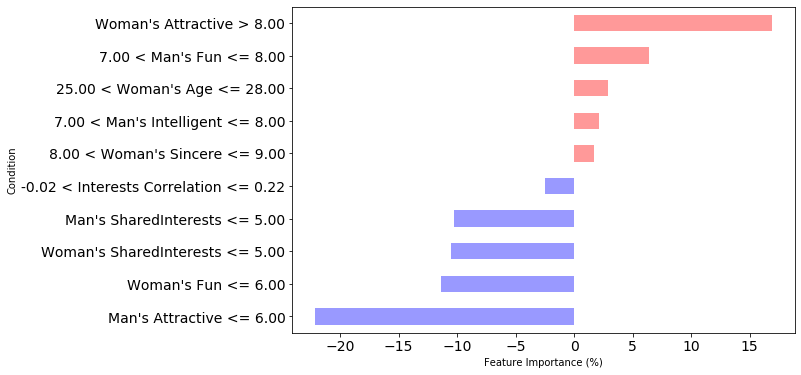 Woman's Attractive > 8.00
7.00 < Man's Fun <= 8.00
25.00 < Woman's Age <= 28.00
7.00 < Man's Intelligent <= 8.00
8.00 < Woman's Sincere <= 9.00
-0.02 < Interests Correlation <= 0.22
Man's SharedInterests <= 5.00
Woman's SharedInterests <= 5.00
Woman's Fun <= 6.00
Man's Attractive <= 6.00
Condition
−20 −15 −10 −5 0 5 10 15
Feature Importance (%)